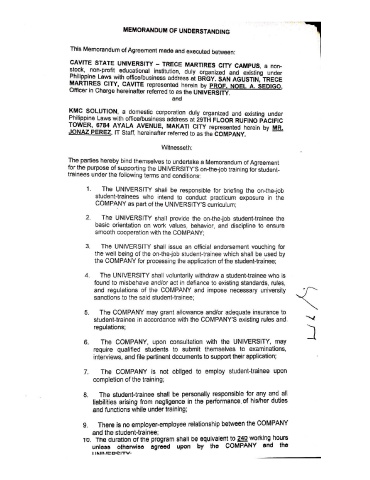 MEMORANDUM OF UNDERSTANDING
This Memorandum of Agreement made and executed between:
CAVITE STATE UNIVERSITY – TRECE MARTIRES CITY CAMPUS, a non-
stock, non-profit educational institution, duly organized and existing under
Philippine Laws with office/business address at BRGY. SAN AGUSTIN, TRECE
MARTIRES CITY, CAVITE represented herein by PROF. NOEL A. SEDIGO,
Officer in Charge hereinafter referred to as the UNIVERSITY.
and
KMC SOLUTION, a domestic corporation duly organized and existing under
Philippine Laws with office/business address at 29TH FLOOR RUFINO PACIFIC
TOWER, 6784 AYALA AVENUE, MAKATI CITY represented herein by MR.
JONAZ PEREZ, IT Staff, hereinafter referred to as the COMPANY.
Witnesseth:
The parties hereby bind themselves to undertake a Memorandum of Agreement
for the purpose of supporting the UNIVERSITY'S on-the-job training for student-
trainees under the following terms and conditions:
1. The UNIVERSITY shall be responsible for briefing the on-the-job
student-trainees who intend to conduct practicum exposure in the
COMPANY as part of the UNIVERSITY'S curriculum;
2. The UNIVERSITY shall provide the on-the-job student-trainee the
basic orientation on work values, behavior, and discipline to ensure
smooth cooperation with the COMPANY;
3. The UNIVERSITY shall issue an official endorsement vouching for
the well being of the on-the-job student-trainee which shall be used by
the COMPANY for processing the application of the student-trainee;
4. The UNIVERSITY shall voluntarily withdraw a student-trainee who is
found to misbehave and/or act in defiance to existing standards, rules,
and regulations of the COMPANY and impose necessary university
sanctions to the said student-trainee;
5. The COMPANY may grant allowance and/or adequate insurance to
student-trainee in accordance with the COMPANY'S existing rules and
regulations;
6. The COMPANY, upon consultation with the UNIVERSITY, may
require qualified students to submit themselves to examinations,
interviews, and file pertinent documents to support their application;
7. The COMPANY is not obliged to employ student-trainee upon
completion of the training;
8. The student-trainee shall be personally responsible for any and all
liabilities arising from negligence in the performance of his/her duties
and functions while under training;
9. There is no employer-employee relationship between the COMPANY
and the student-trainee;
10. The duration of the program shall be equivalent to 240 working hours
unless otherwise agreed upon by the COMPANY and the
UNIVERSITY;